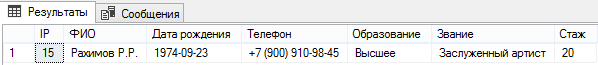 Результаты Сообщения
IP ФИО Дата рождения Телефон Образование Звание Стаж
1 15 Рахимов Р.Р. 1974-09-23 +7 (900) 910-98-45 Высшее Заслуженный артист 20